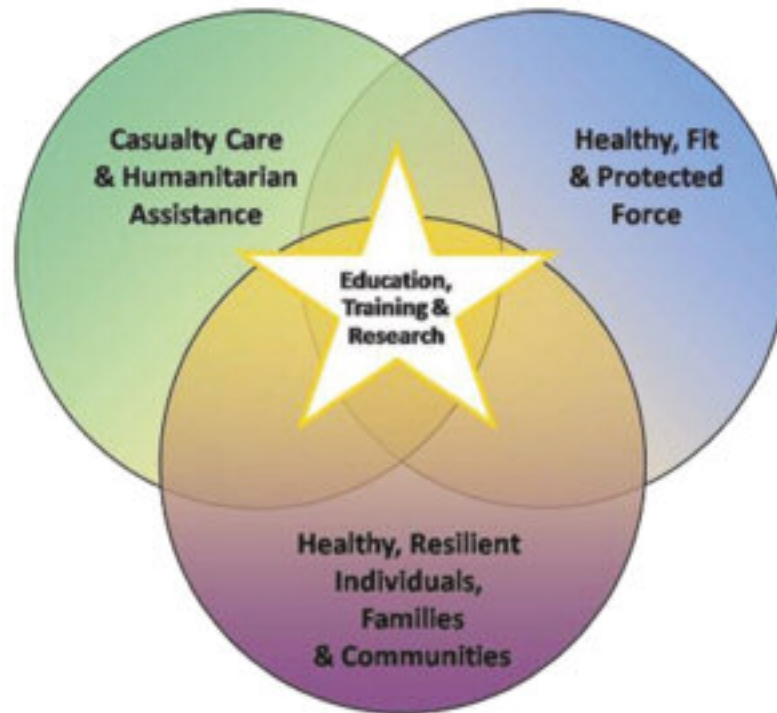 Casualty Care
& Humanitarian
Assistance
Healthy, Fit
& Protected
Force
Education,
Training &
Research
Healthy, Resilient
Individuals,
Families
& Communities